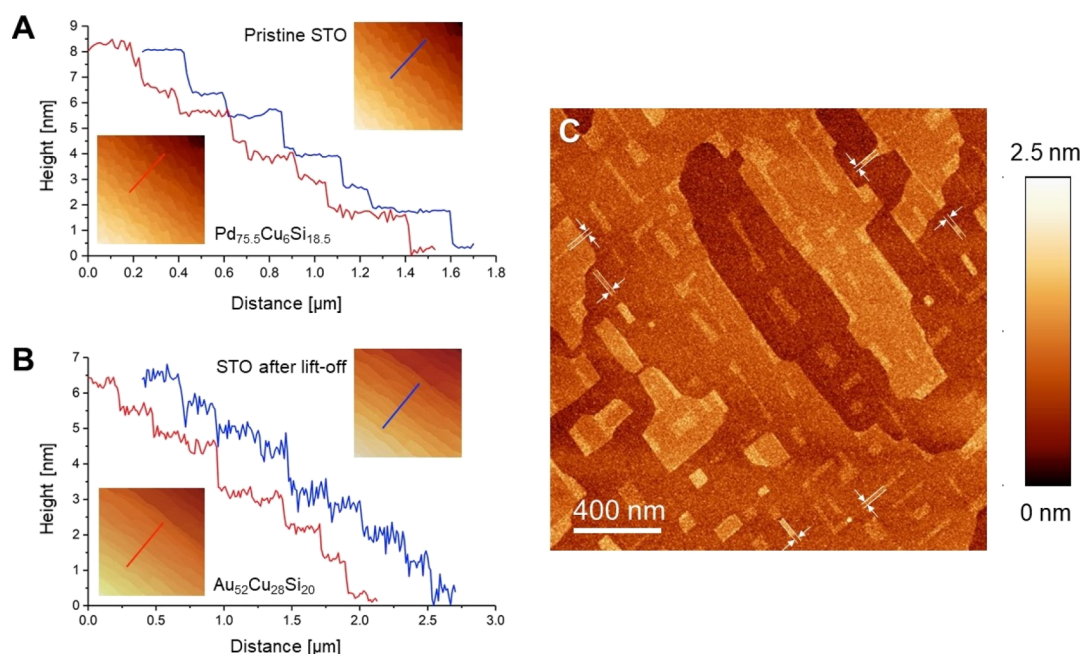 A
Height [nm]
9
8
7
6
5
4
3
2
1
0
Pristine STO
Pd75.5Cu6Si18.5
0.0 0.2 0.4 0.6 0.8 1.0 1.2 1.4 1.6 1.8
Distance [µm]
B
Height [nm]
7
6
5
4
3
2
1
0
STO after lift-off
Au52Cu28Si20
0.0 0.5 1.0 1.5 2.0 2.5 3.0
Distance [µm]
C
400 nm
2.5 nm
0 nm